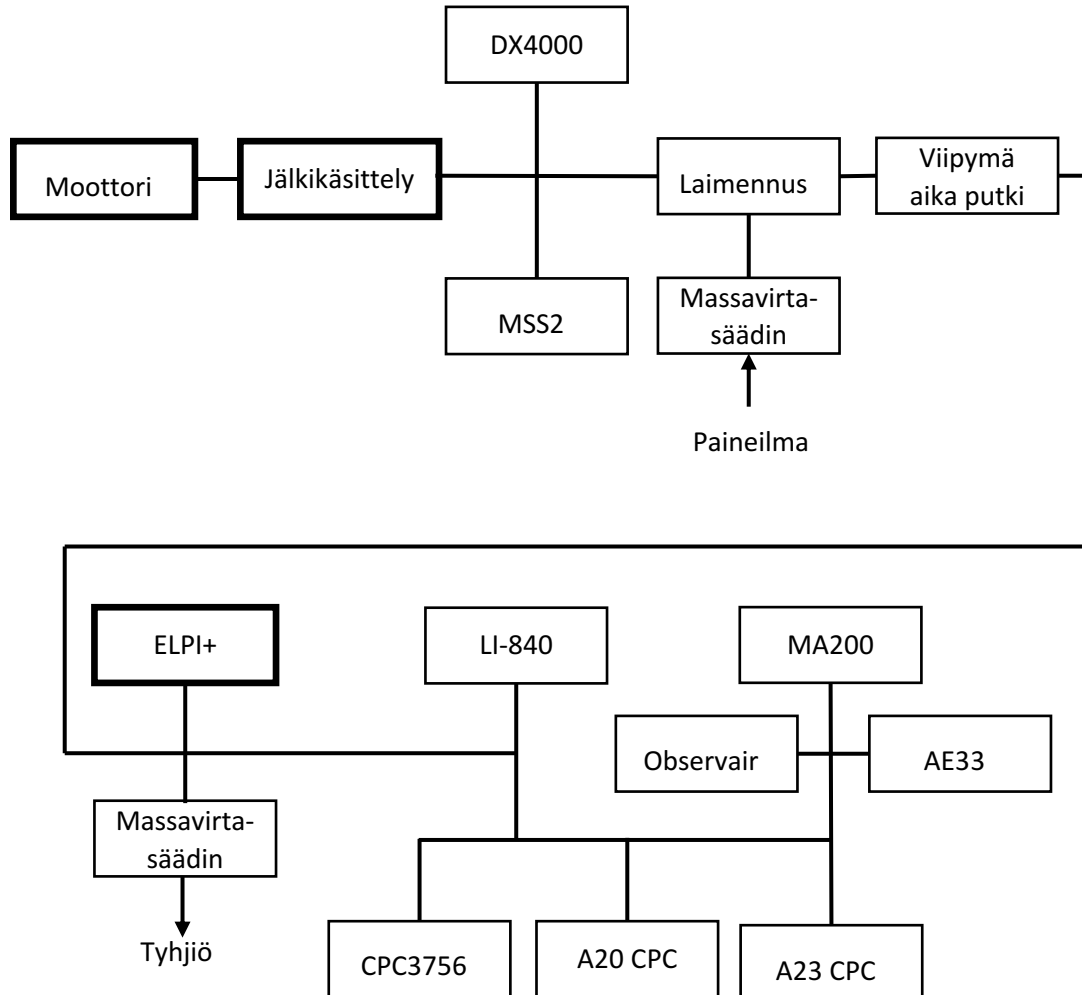 DX4000
Moottori
Jälkikäsittely
Laimennus
Viipymä
aika putki
MSS2
Massavirta-
säädin
Paineilma
ELPI+
LI-840
MA200
Observair
AE33
Massavirta-
säädin
Tyhjiö
CPC3756
A20 CPC
A23 CPC